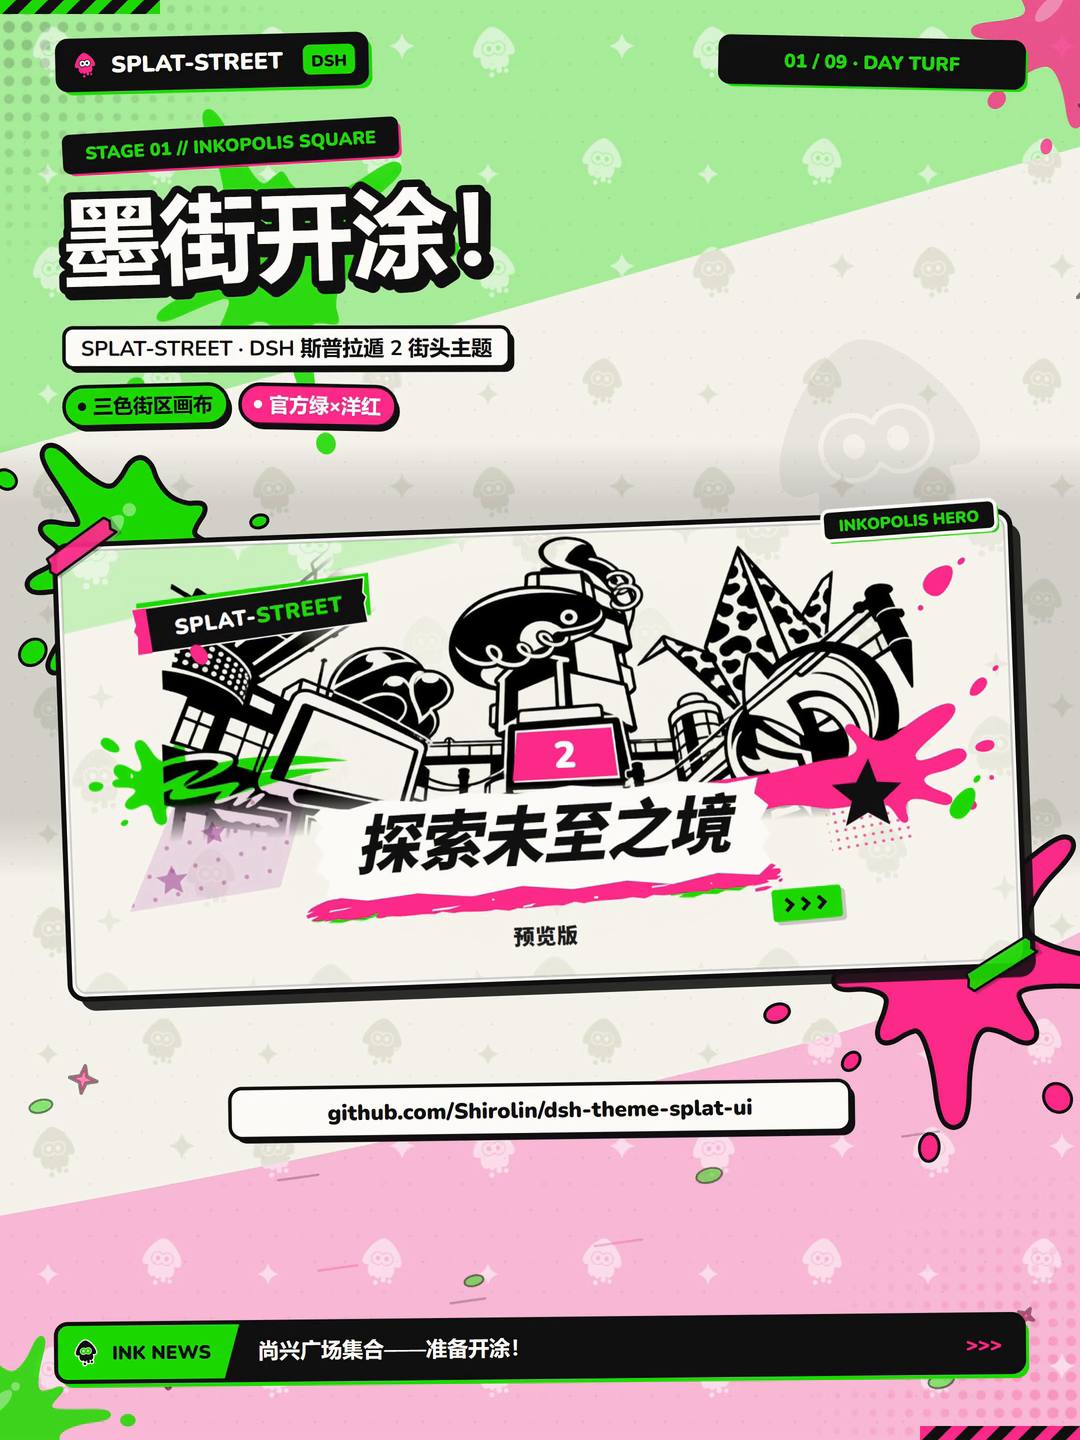 SPLAT-STREET DSH
01 / 09 · DAY TURF
STAGE 01 // INKOPOLIS SQUARE
墨街开涂！
SPLAT-STREET · DSH 斯普拉遁 2 街头主题
三色街区画布
官方绿×洋红
INKOPOLIS HERO
SPLAT-STREET
2
探索未至之境
>>>
预览版
github.com/Shirolin/dsh-theme-splat-ui
INK NEWS 尚兴广场集合——准备开涂！ >>>